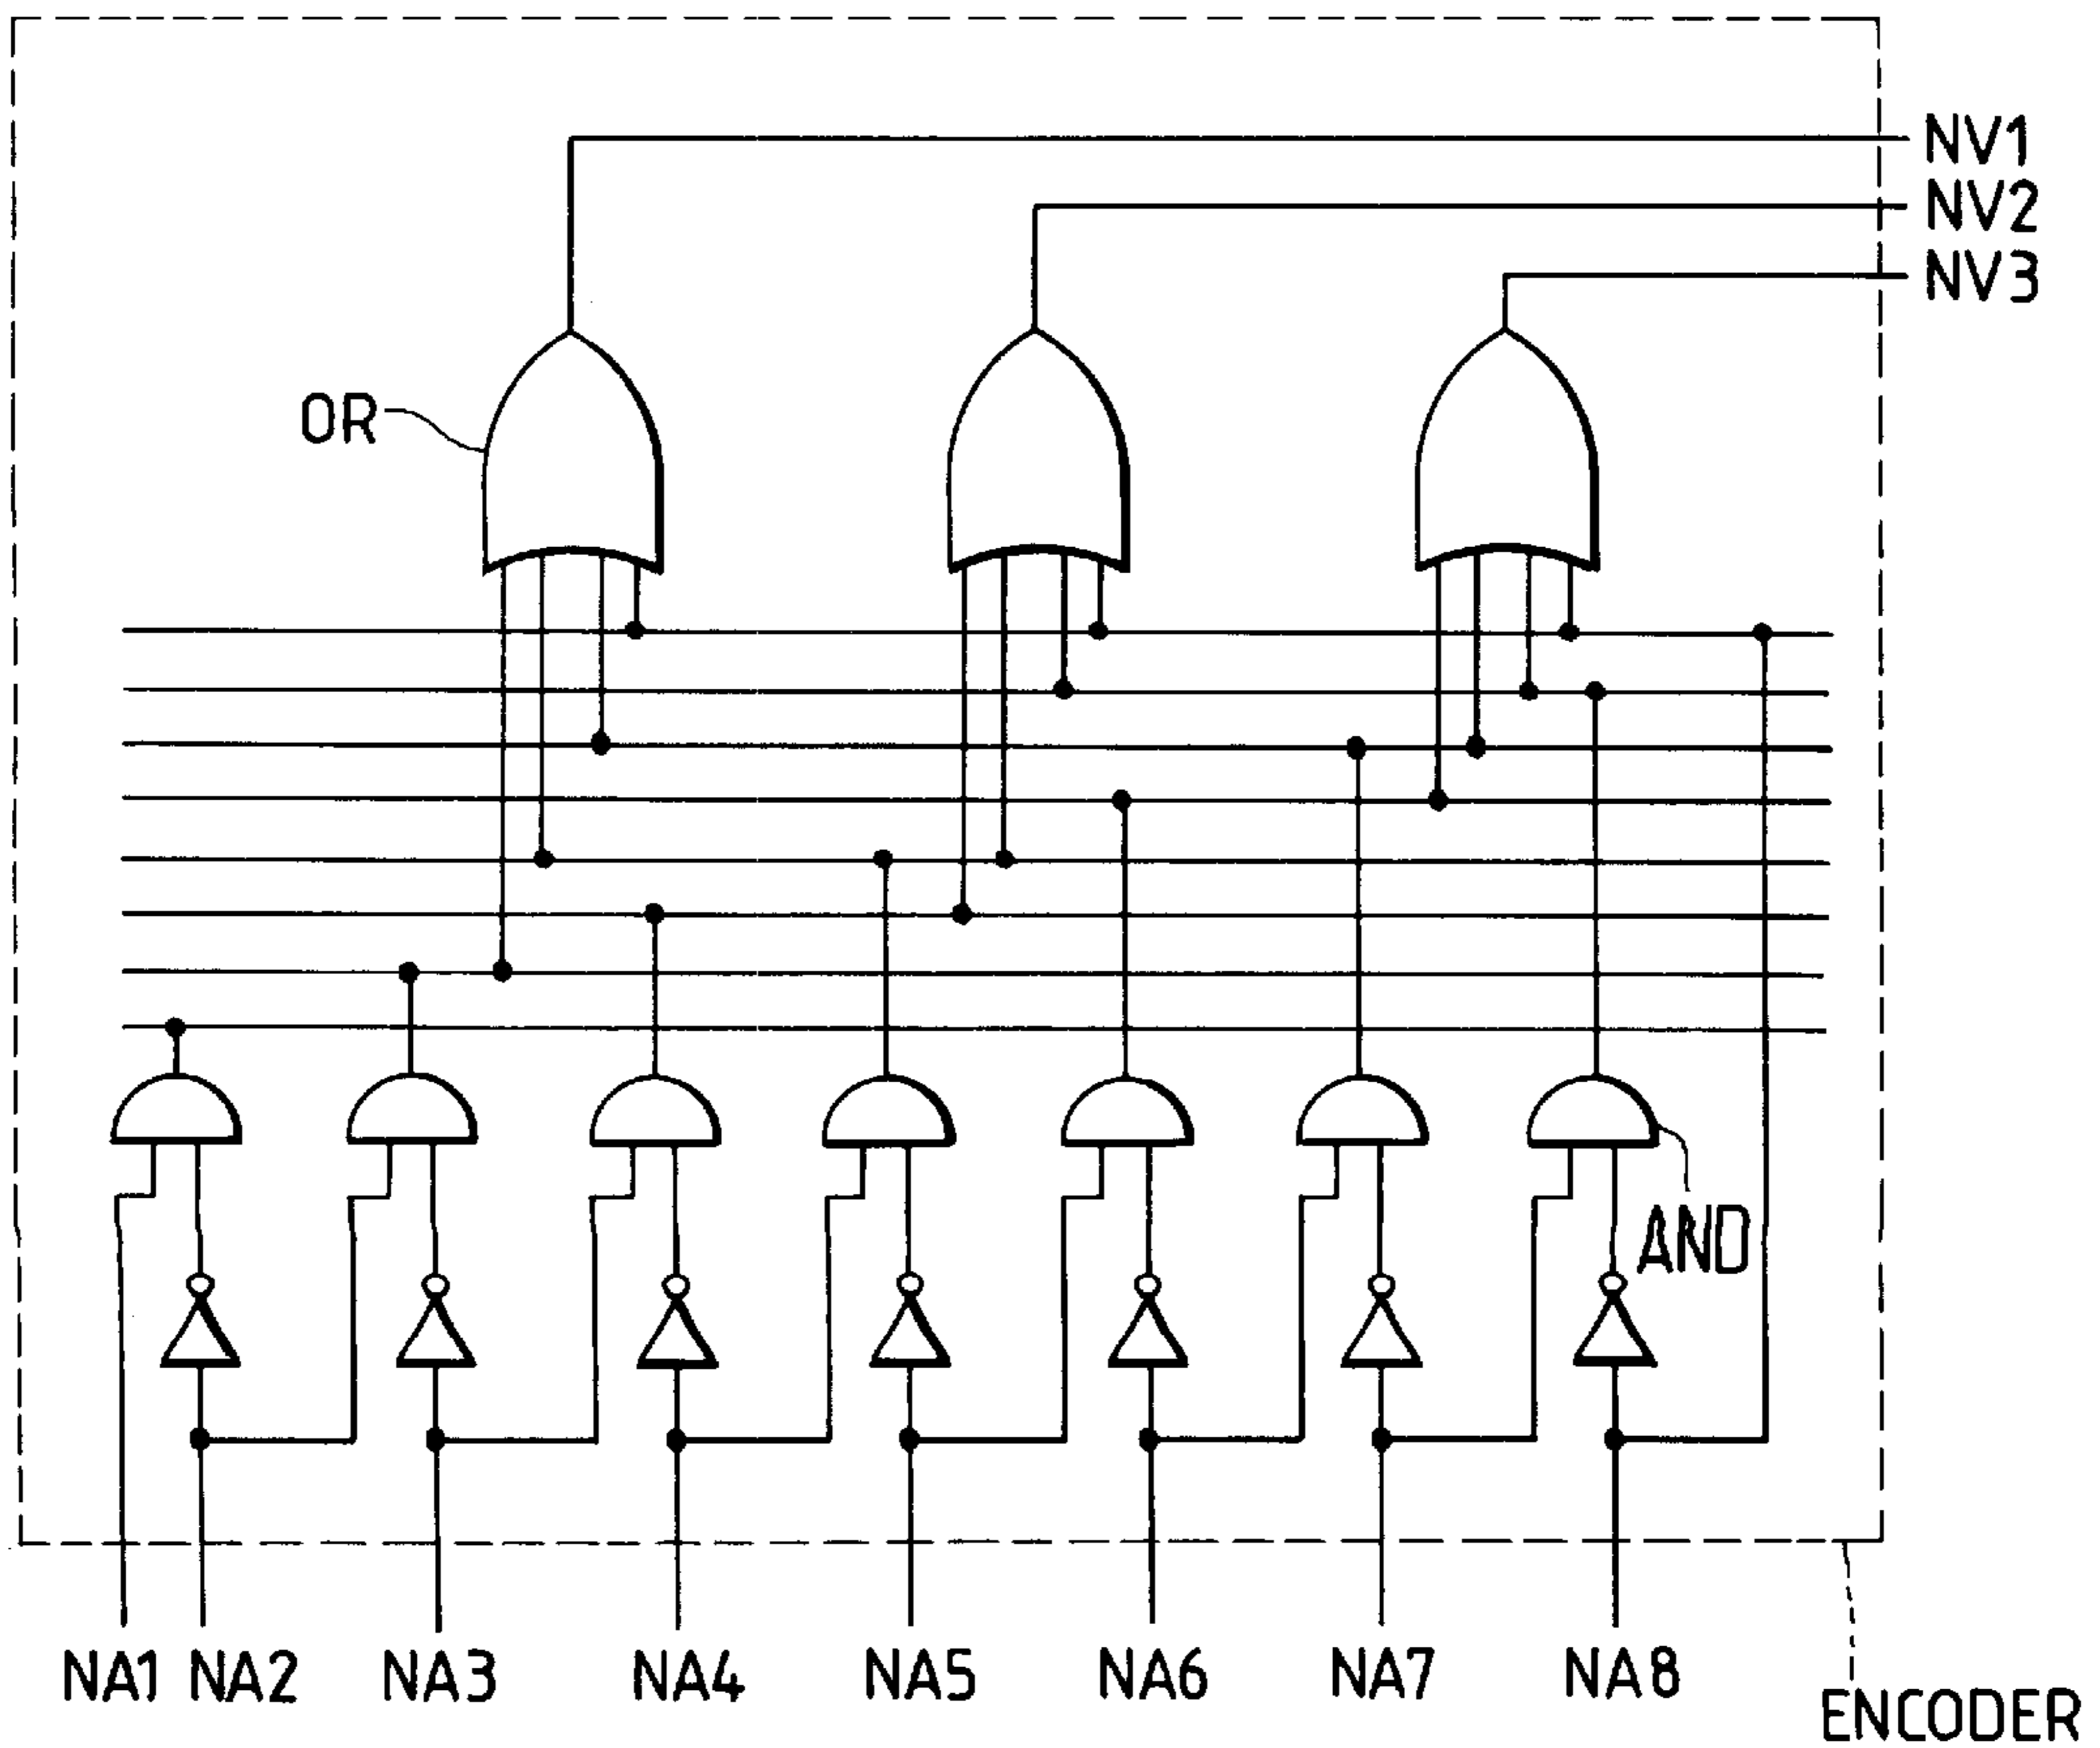 NV1
NV2
NV3
OR
AND
NA1 NA2 NA3 NA4 NA5 NA6 NA7 NA8
ENCODER